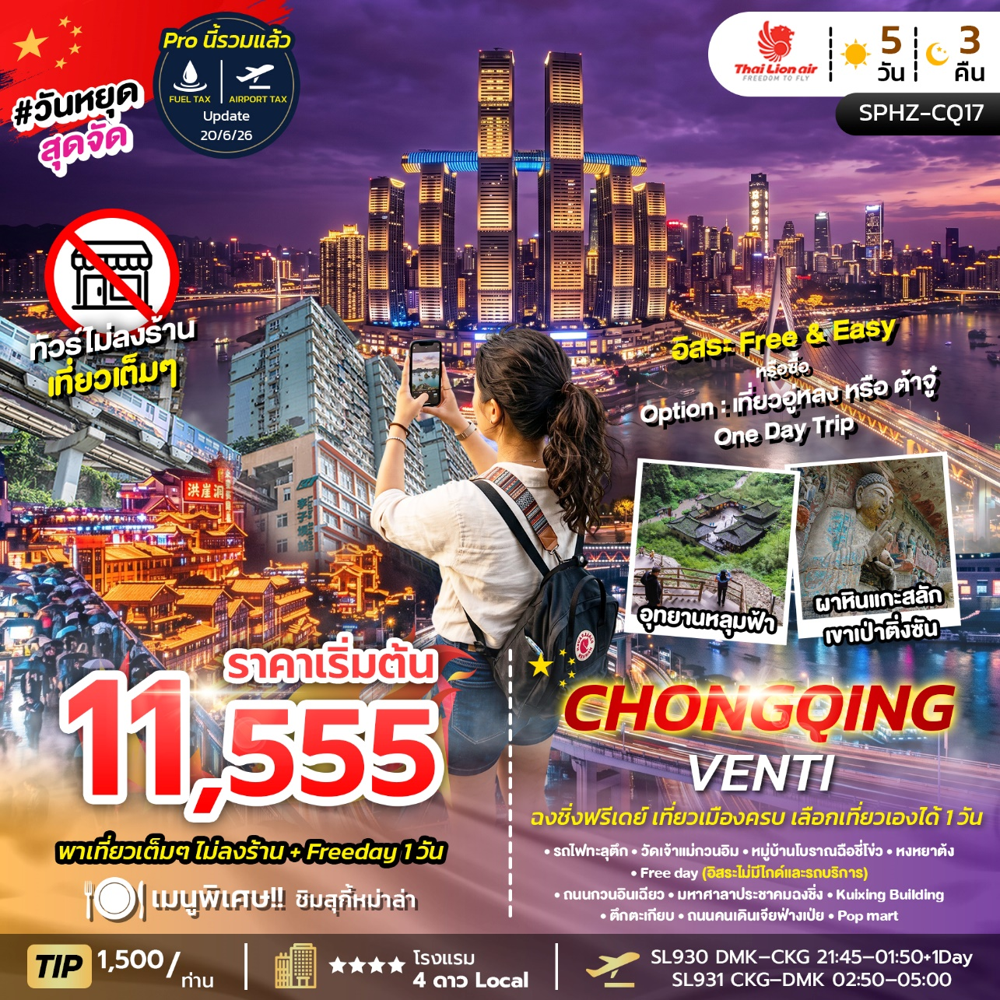 Pro นี้รวมแล้ว
FUEL TAX
AIRPORT TAX
Update
20/6/26
#วันหยุด
สุดจัด
Thai Lion air
FREEDOM TO FLY
5
วัน
3
คืน
SPHZ-CQ17
ทัวร์ไม่ลงร้าน
เที่ยวเต็มๆ
อิสระ Free & Easy
หรือซื้อ
Option : เที่ยวอู่หลง หรือ ต้าจู๋
One Day Trip
洪崖洞
อุทยานหลุมฟ้า
ผาหินแกะสลัก
เขาเป่าติ่งซัน
ราคาเริ่มต้น
11,555
พาเที่ยวเต็มๆ ไม่ลงร้าน + Freeday 1 วัน
เมนูพิเศษ!! ชิมสุกี้หม่าล่า
CHONGQING
VENTI
ฉงชิ่งฟรีเดย์ เที่ยวเมืองครบ เลือกเที่ยวเองได้ 1 วัน
• รถไฟทะลุตึก • วัดเจ้าแม่กวนอิม • หมู่บ้านโบราณฉือชี่โข่ว • หงหยาต้ง
• Free day (อิสระไม่มีไกด์และรถบริการ)
• ถนนกวนอินเฉียว • มหาศาลาประชาคมฉงชิ่ง • Kuixing Building
• ตึกตะเกียบ • ถนนคนเดินเจียฟ่างเป่ย • Pop mart
TIP 1,500/ท่าน
โรงแรม
4 ดาว Local
SL930 DMK–CKG 21:45–01:50+1Day
SL931 CKG–DMK 02:50–05:00